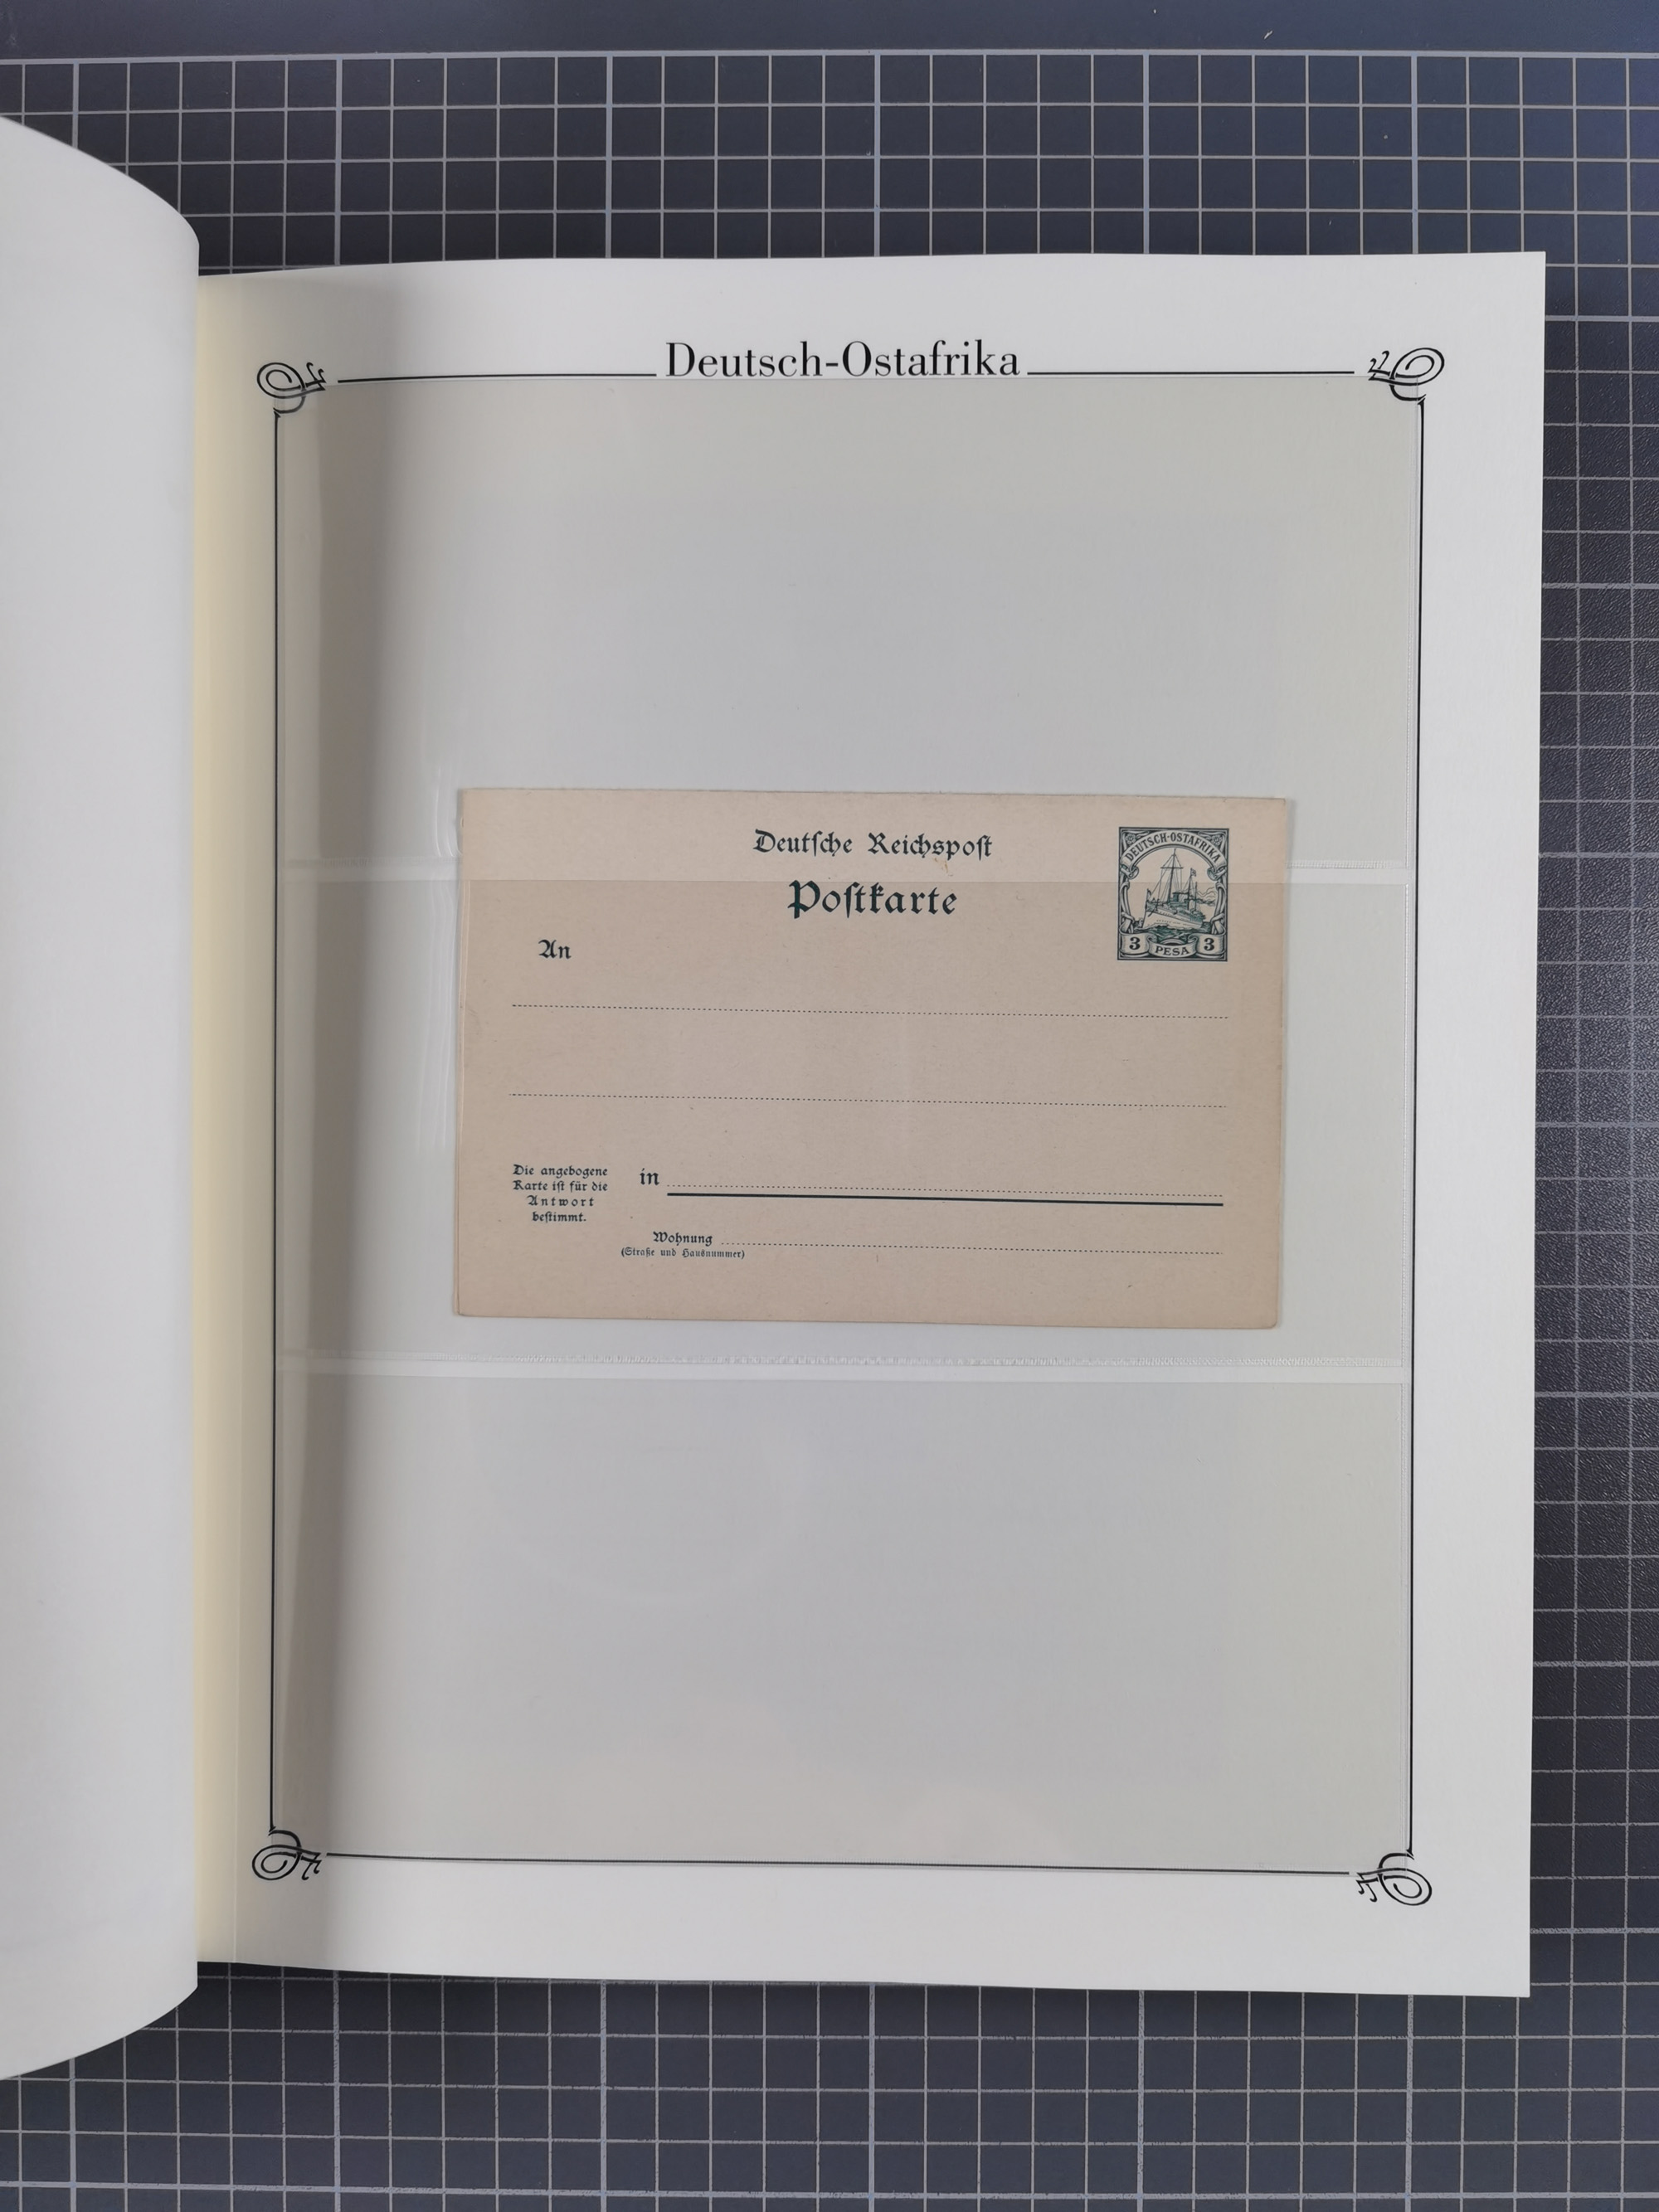 Deutsch-Ostafrika
Deutsche Reichspost
Postkarte
DEUTSCH-OSTAFRIKA
3 PESA 3
An
Die angebogene
Karte ist für die
Antwort
bestimmt.
in
Wohnung
(Straße und Hausnummer)